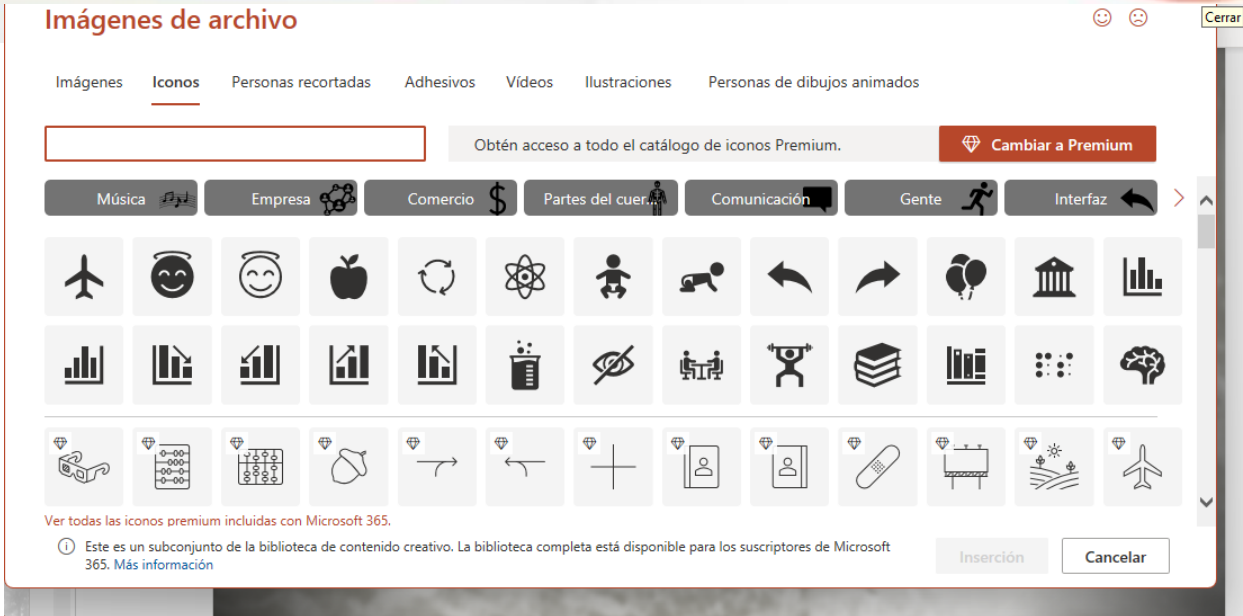 Imágenes de archivo
Cerrar
Imágenes Iconos Personas recortadas Adhesivos Vídeos Ilustraciones Personas de dibujos animados
Obtén acceso a todo el catálogo de iconos Premium. Cambiar a Premium
Música Empresa Comercio Partes del cuer... Comunicación Gente Interfaz
Ver todas las iconos premium incluidas con Microsoft 365.
Este es un subconjunto de la biblioteca de contenido creativo. La biblioteca completa está disponible para los suscriptores de Microsoft
365. Más información
Inserción Cancelar